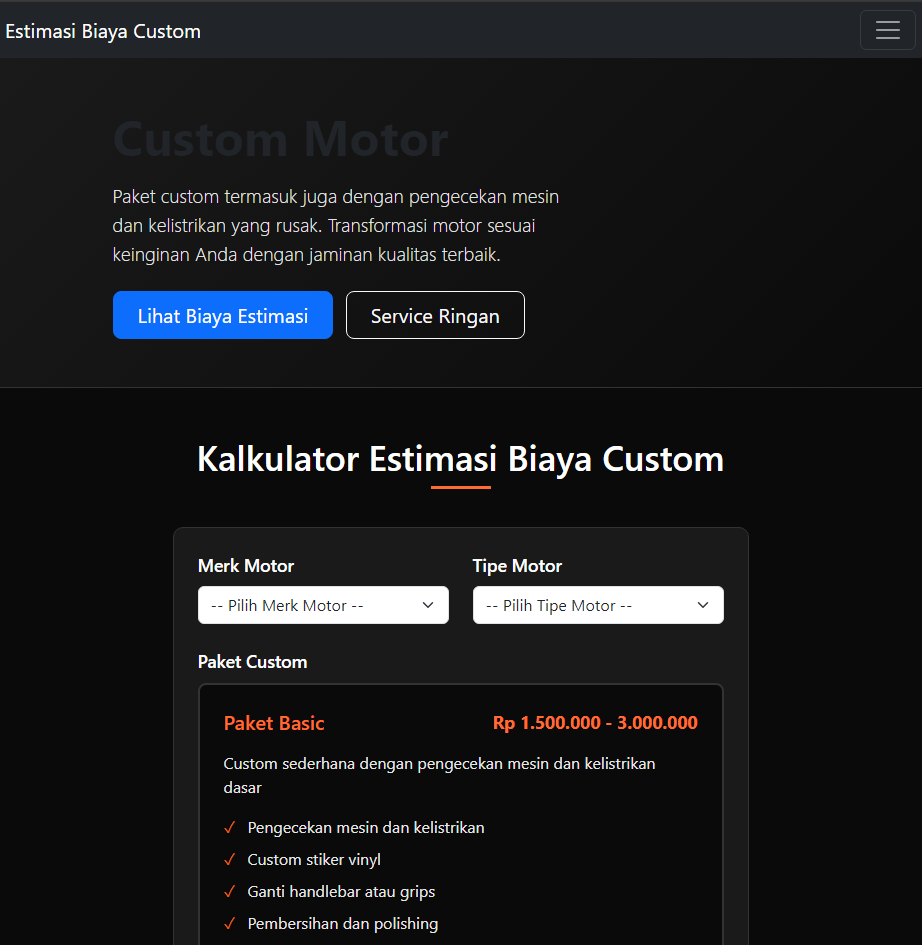 Estimasi Biaya Custom
Custom Motor
Paket custom termasuk juga dengan pengecekan mesin
dan kelistrikan yang rusak. Transformasi motor sesuai
keinginan Anda dengan jaminan kualitas terbaik.
Lihat Biaya Estimasi
Service Ringan
Kalkulator Estimasi Biaya Custom
Merk Motor
Tipe Motor
-- Pilih Merk Motor --
-- Pilih Tipe Motor --
Paket Custom
Paket Basic
Rp 1.500.000 - 3.000.000
Custom sederhana dengan pengecekan mesin dan kelistrikan
dasar
✓ Pengecekan mesin dan kelistrikan
✓ Custom stiker vinyl
✓ Ganti handlebar atau grips
✓ Pembersihan dan polishing